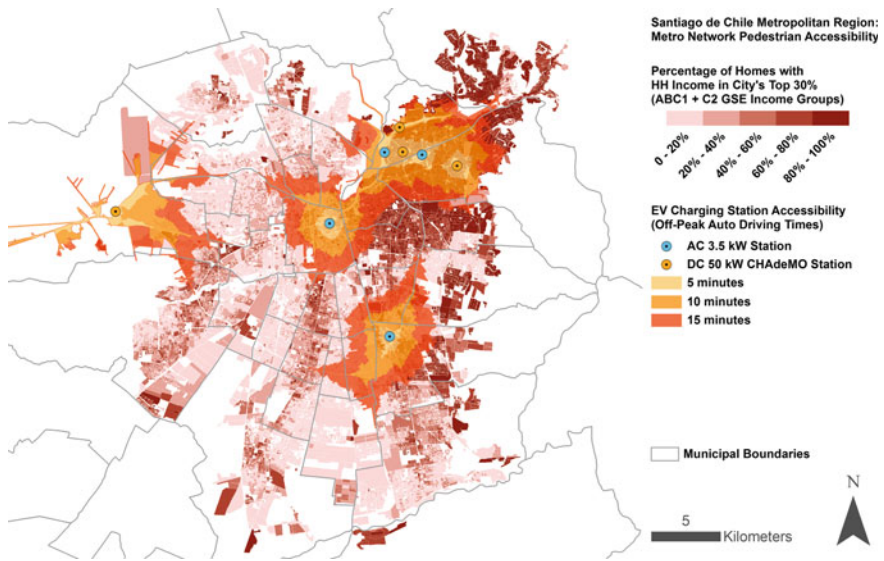 Santiago de Chile Metropolitan Region:
Metro Network Pedestrian Accessibility
Percentage of Homes with
HH Income in City's Top 30%
(ABC1 + C2 GSE Income Groups)
0 - 20%
20% - 40%
40% - 60%
60% - 80%
80% - 100%
EV Charging Station Accessibility
(Off-Peak Auto Driving Times)
AC 3.5 kW Station
DC 50 kW CHAdeMO Station
5 minutes
10 minutes
15 minutes
Municipal Boundaries
N
5
Kilometers